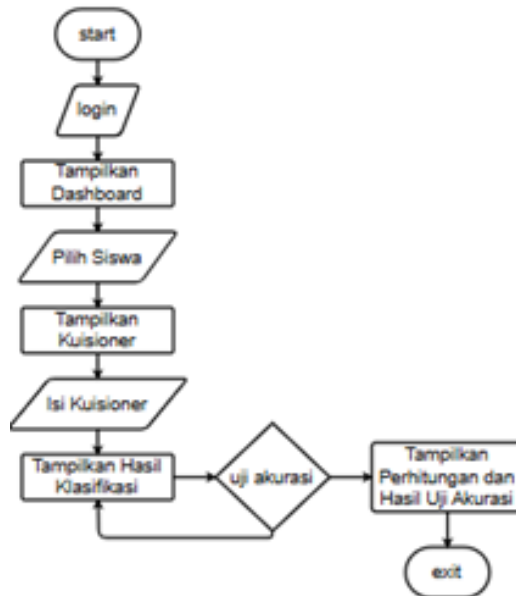 start
login
Tampilkan
Dashboard
Pilih Siswa
Tampilkan
Kuisioner
Isi Kuisioner
Tampilkan Hasil
Klasifikasi
uji akurasi
Tampilkan
Perhitungan dan
Hasil Uji Akurasi
exit